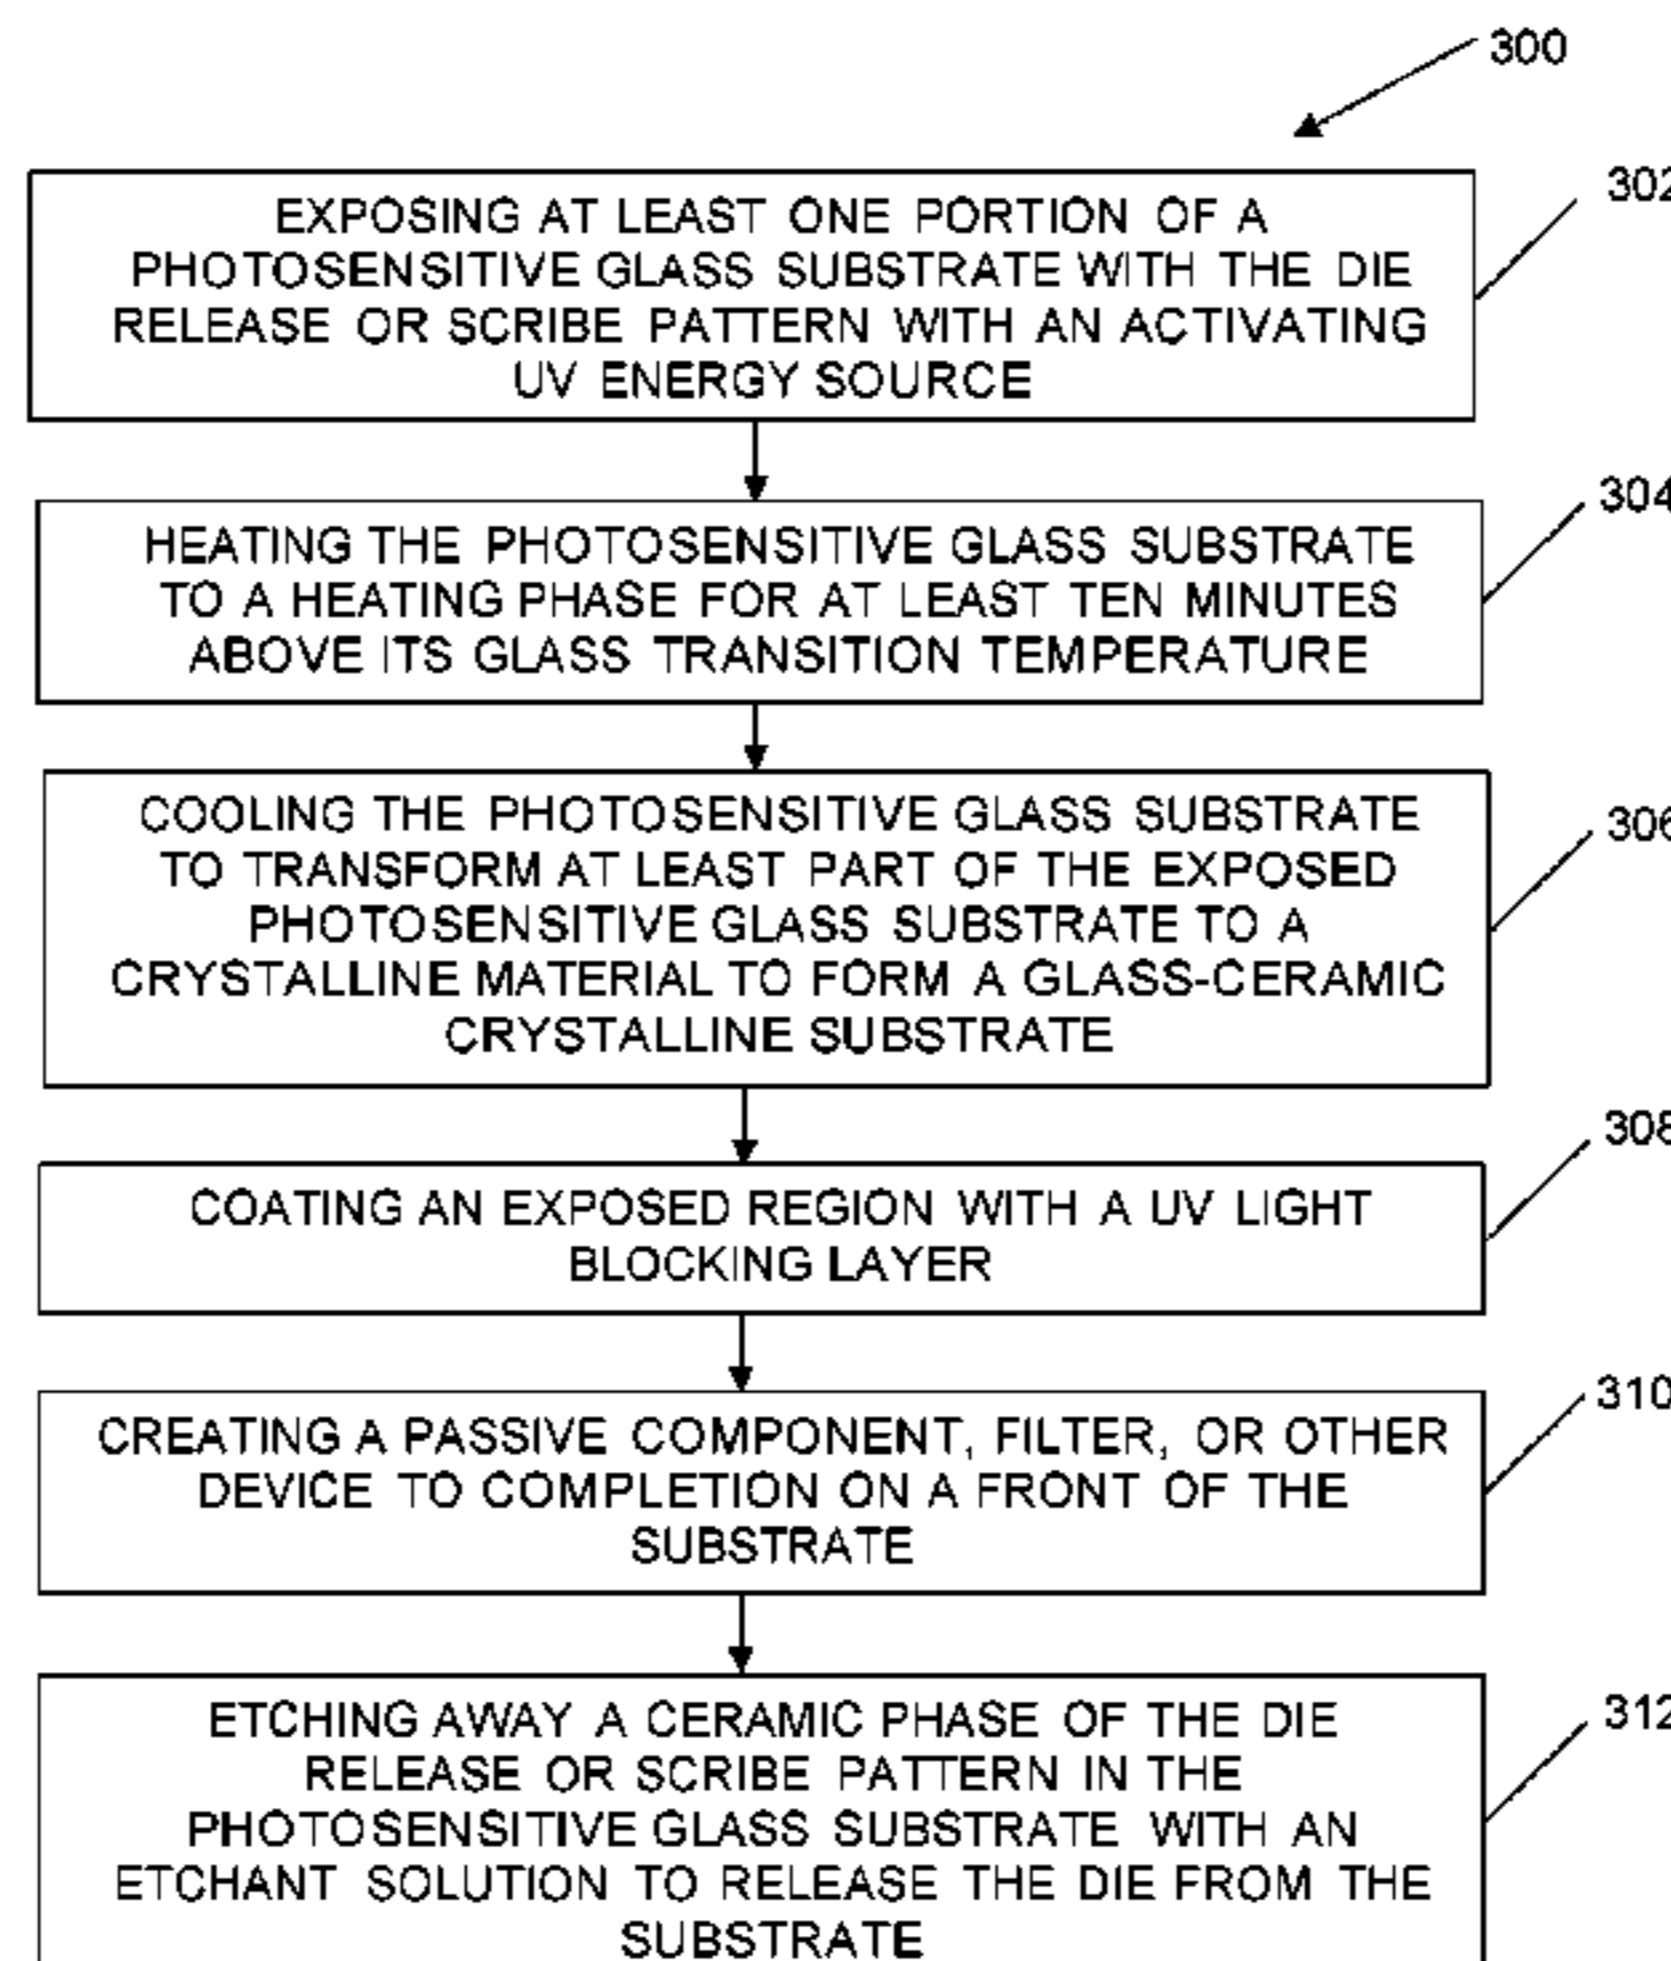 300
302
EXPOSING AT LEAST ONE PORTION OF A
PHOTOSENSITIVE GLASS SUBSTRATE WITH THE DIE
RELEASE OR SCRIBE PATTERN WITH AN ACTIVATING
UV ENERGY SOURCE
304
HEATING THE PHOTOSENSITIVE GLASS SUBSTRATE
TO A HEATING PHASE FOR AT LEAST TEN MINUTES
ABOVE ITS GLASS TRANSITION TEMPERATURE
306
COOLING THE PHOTOSENSITIVE GLASS SUBSTRATE
TO TRANSFORM AT LEAST PART OF THE EXPOSED
PHOTOSENSITIVE GLASS SUBSTRATE TO A
CRYSTALLINE MATERIAL TO FORM A GLASS-CERAMIC
CRYSTALLINE SUBSTRATE
308
COATING AN EXPOSED REGION WITH A UV LIGHT
BLOCKING LAYER
310
CREATING A PASSIVE COMPONENT, FILTER, OR OTHER
DEVICE TO COMPLETION ON A FRONT OF THE
SUBSTRATE
312
ETCHING AWAY A CERAMIC PHASE OF THE DIE
RELEASE OR SCRIBE PATTERN IN THE
PHOTOSENSITIVE GLASS SUBSTRATE WITH AN
ETCHANT SOLUTION TO RELEASE THE DIE FROM THE
SUBSTRATE